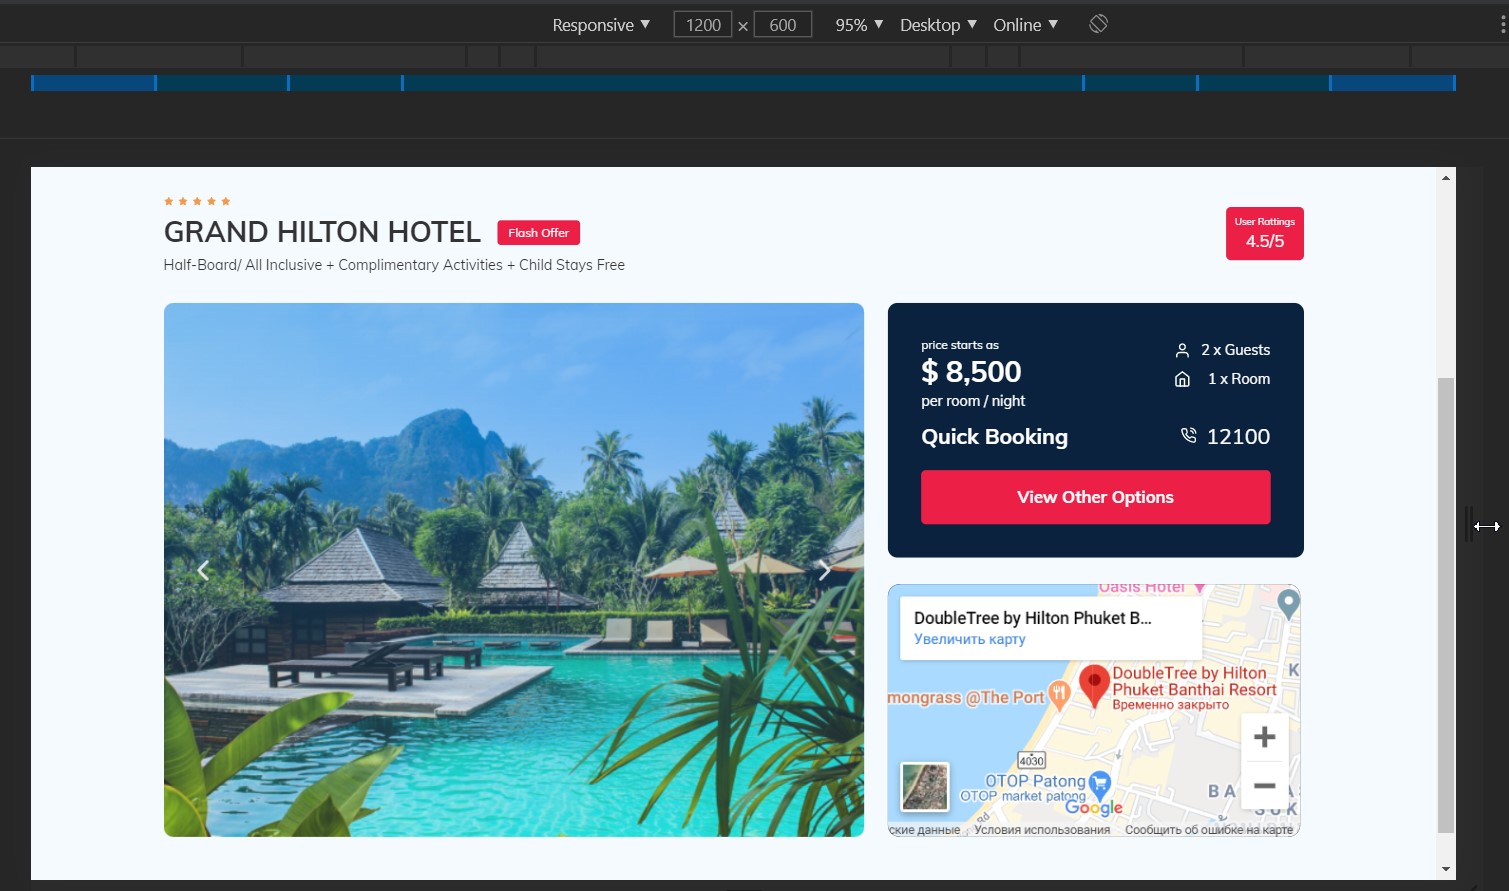 Responsive ▼ 1200 × 600 95% ▼ Desktop ▼ Online ▼
GRAND HILTON HOTEL
Flash Offer
Half-Board/ All Inclusive + Complimentary Activities + Child Stays Free
User Rattings
4.5/5
price starts as
$ 8,500
per room / night
2 x Guests
1 x Room
Quick Booking
12100
View Other Options
Oasis Hotel
DoubleTree by Hilton Phuket B...
Увеличить карту
DoubleTree by Hilton
Phuket Banthai Resort
Временно закрыто
mongrass @The Port
4030
OTOP Patong
OTOP market patong
Google
Rd
ские данные
Условия использования
Сообщить об ошибке на карте